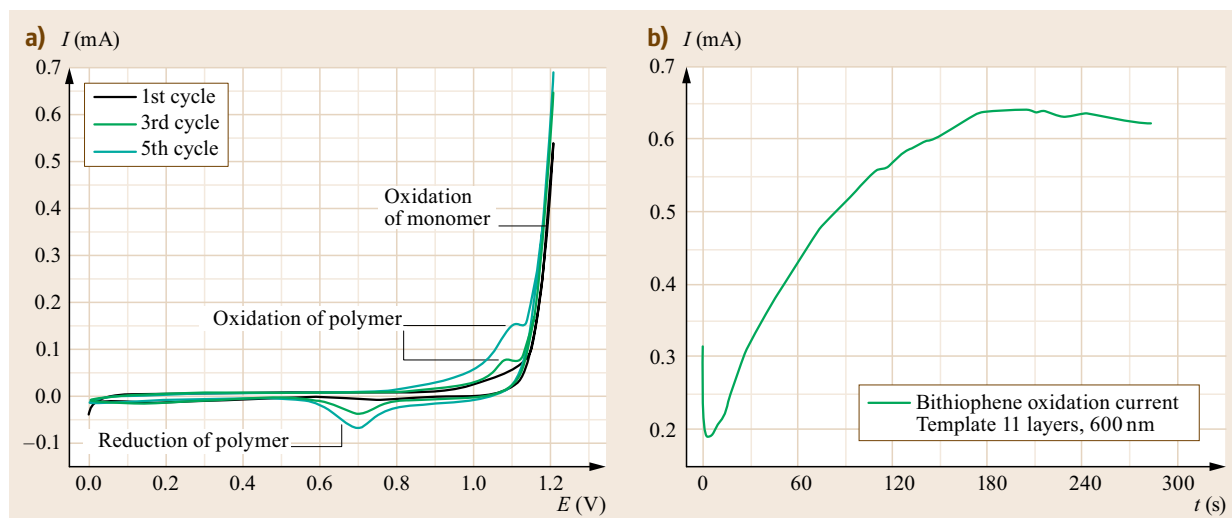 a) I (mA)
0.7
0.6
0.5
0.4
0.3
0.2
0.1
0.0
–0.1
1st cycle
3rd cycle
5th cycle
Oxidation
of monomer
Oxidation of polymer
Reduction of polymer
0.0 0.2 0.4 0.6 0.8 1.0 1.2
E (V)
b) I (mA)
0.7
0.6
0.5
0.4
0.3
0.2
Bithiophene oxidation current
Template 11 layers, 600 nm
0 60 120 180 240 300
t (s)